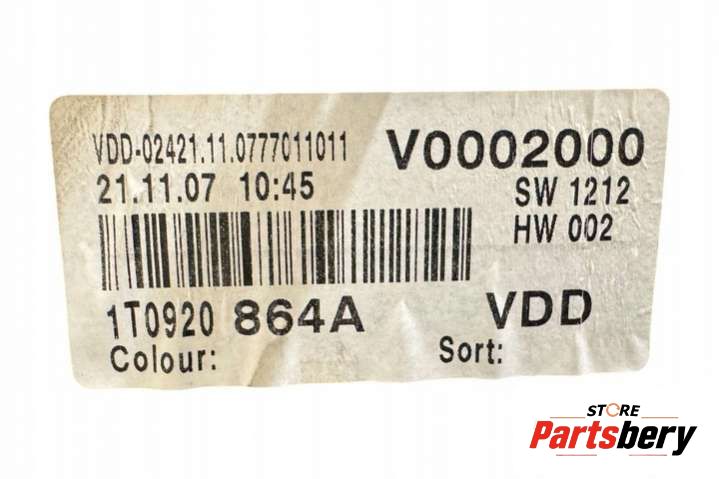 VDD-02421.11.0777011011 V0002000
21.11.07 10:45 SW 1212
HW 002
1T0920 864A VDD
Colour: Sort:
STORE
Partsbery